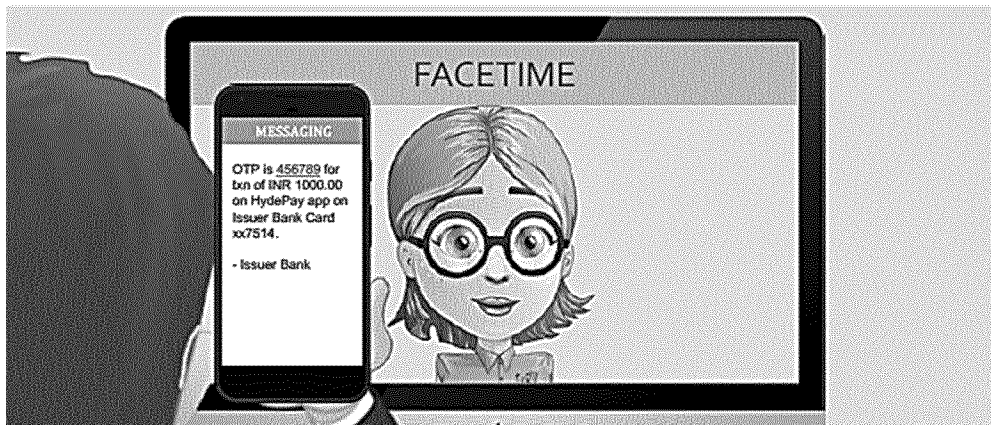 FACETIME
MESSAGING
OTP is 456789 for
txn of INR 1000.00
on HydePay app on
Issuer Bank Card
xx7514.
- Issuer Bank